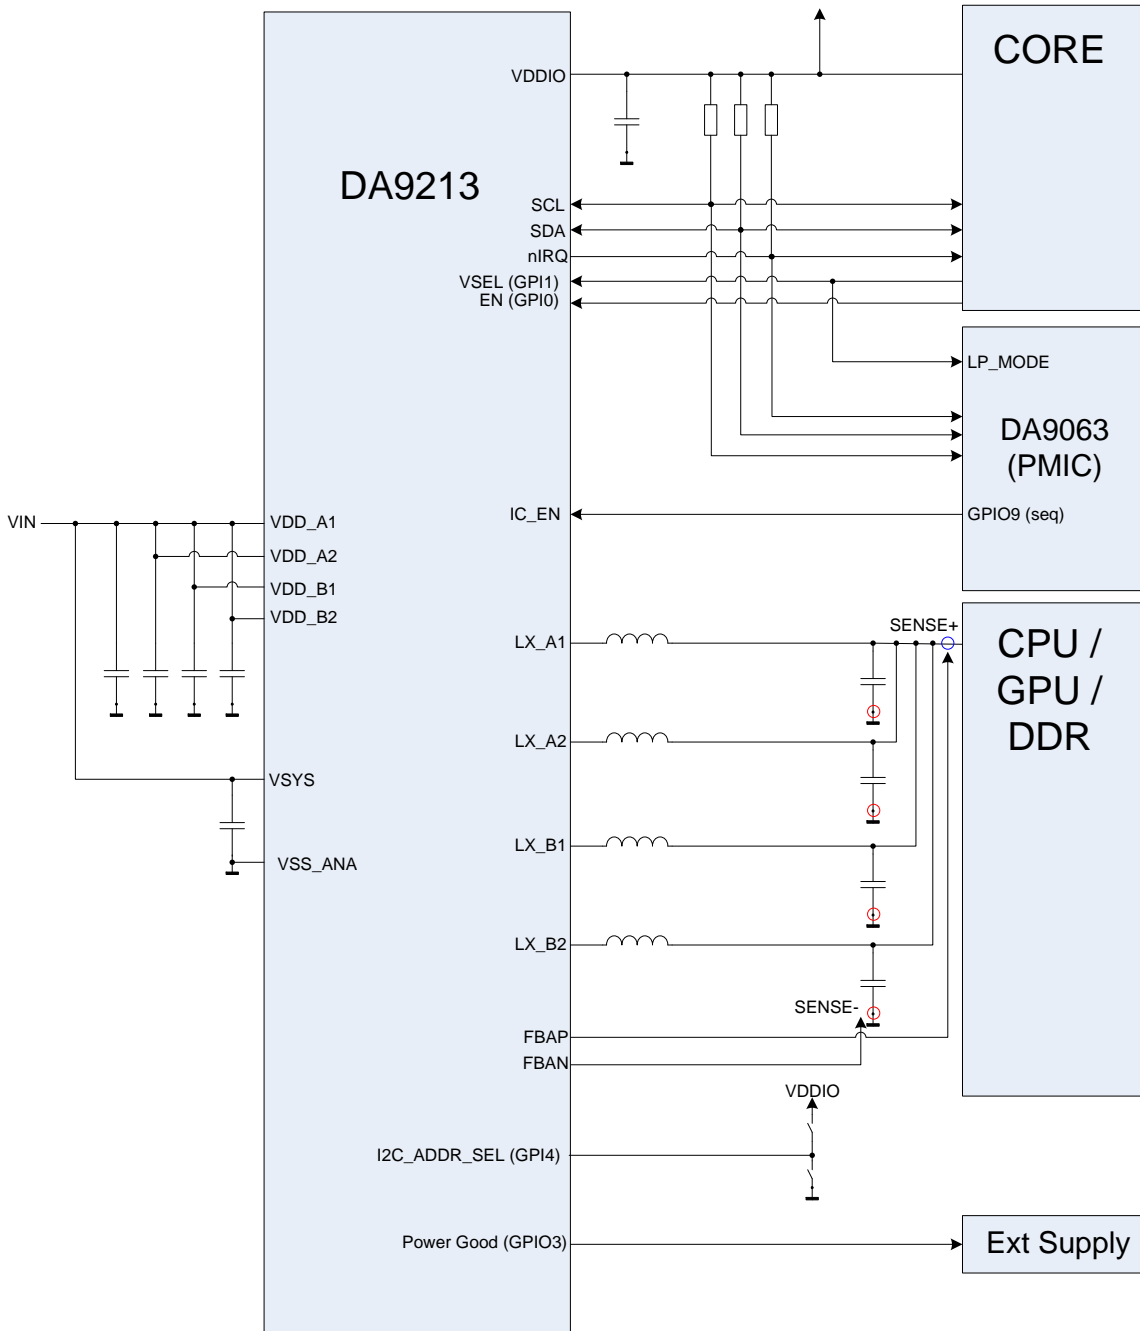 CORE
VDDIO
DA9213
SCL
SDA
nIRQ
VSEL (GPI1)
EN (GPI0)
LP_MODE
DA9063
(PMIC)
IC_EN
GPIO9 (seq)
VIN
VDD_A1
VDD_A2
VDD_B1
VDD_B2
SENSE+
CPU /
GPU /
DDR
LX_A1
LX_A2
VSYS
LX_B1
VSS_ANA
LX_B2
SENSE-
FBAP
FBAN
VDDIO
I2C_ADDR_SEL (GPI4)
Power Good (GPIO3)
Ext Supply